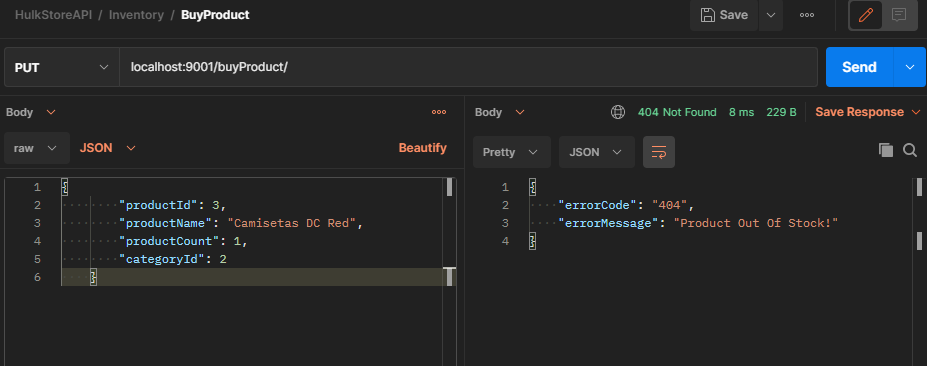 HulkStoreAPI / Inventory / BuyProduct
Save
PUT
localhost:9001/buyProduct/
Send
Body
raw
JSON
Beautify
1 {
2 "productId": 3,
3 "productName": "Camisetas DC Red",
4 "productCount": 1,
5 "categoryId": 2
6 }
Body
404 Not Found 8 ms 229 B Save Response
Pretty
JSON
1 {
2 "errorCode": "404",
3 "errorMessage": "Product Out Of Stock!"
4 }